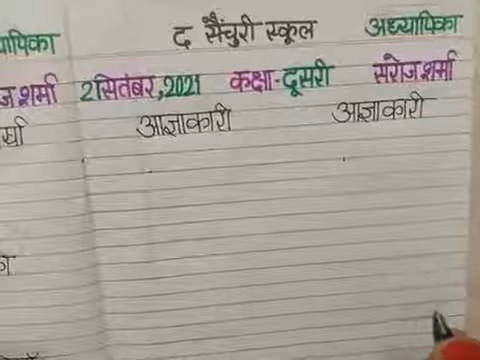 द सैंचुरी स्कूल अध्यापिका
शर्मा 2 सितंबर, 2021 कक्षा-दूसरी सरोज शर्मा
आज्ञाकारी आज्ञाकारी